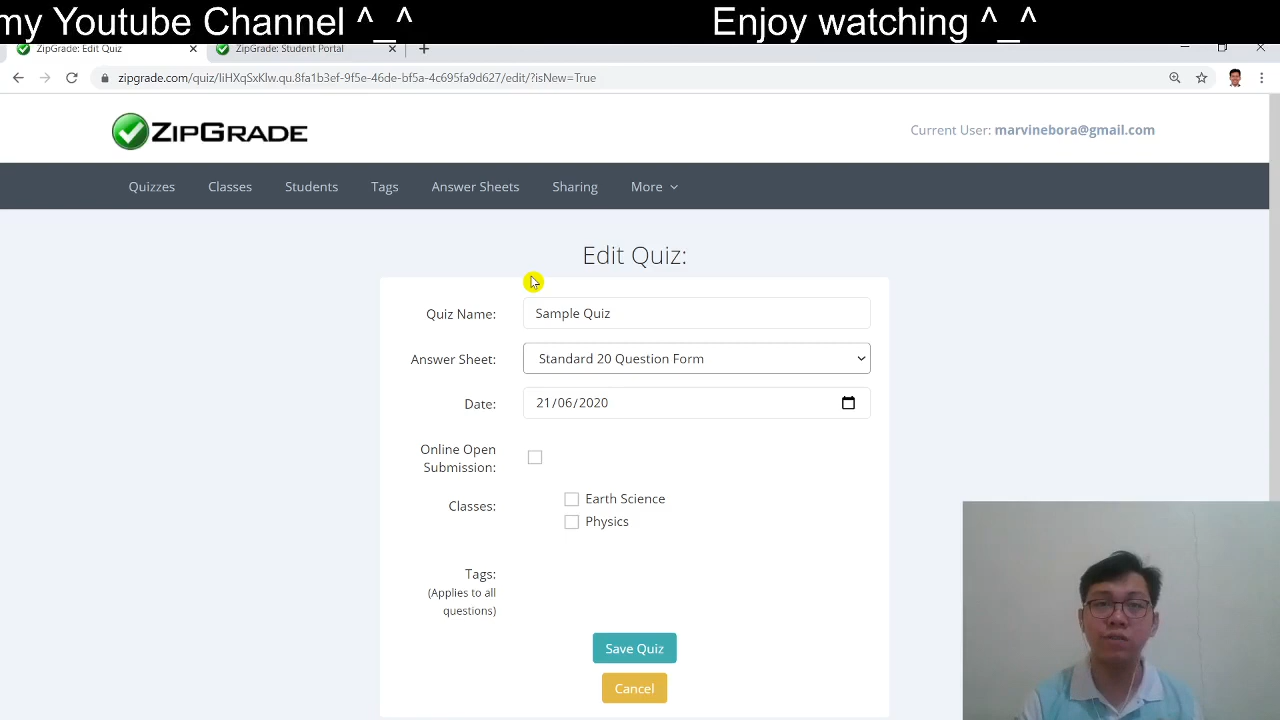 my Youtube Channel ^_^ Enjoy watching ^_^
ZipGrade: Edit Quiz ZipGrade: Student Portal
zipgrade.com/quiz/liHXqSxKlw.qu.8fa1b3ef-9f5e-46de-bf5a-4c695fa9d627/edit/?isNew=True
ZIPGRADE
Current User: marvinebora@gmail.com
Quizzes Classes Students Tags Answer Sheets Sharing More
Edit Quiz:
Quiz Name: Sample Quiz
Answer Sheet: Standard 20 Question Form
Date: 21/06/2020
Online Open
Submission:
Classes: Earth Science
Physics
Tags:
(Applies to all
questions)
Save Quiz
Cancel